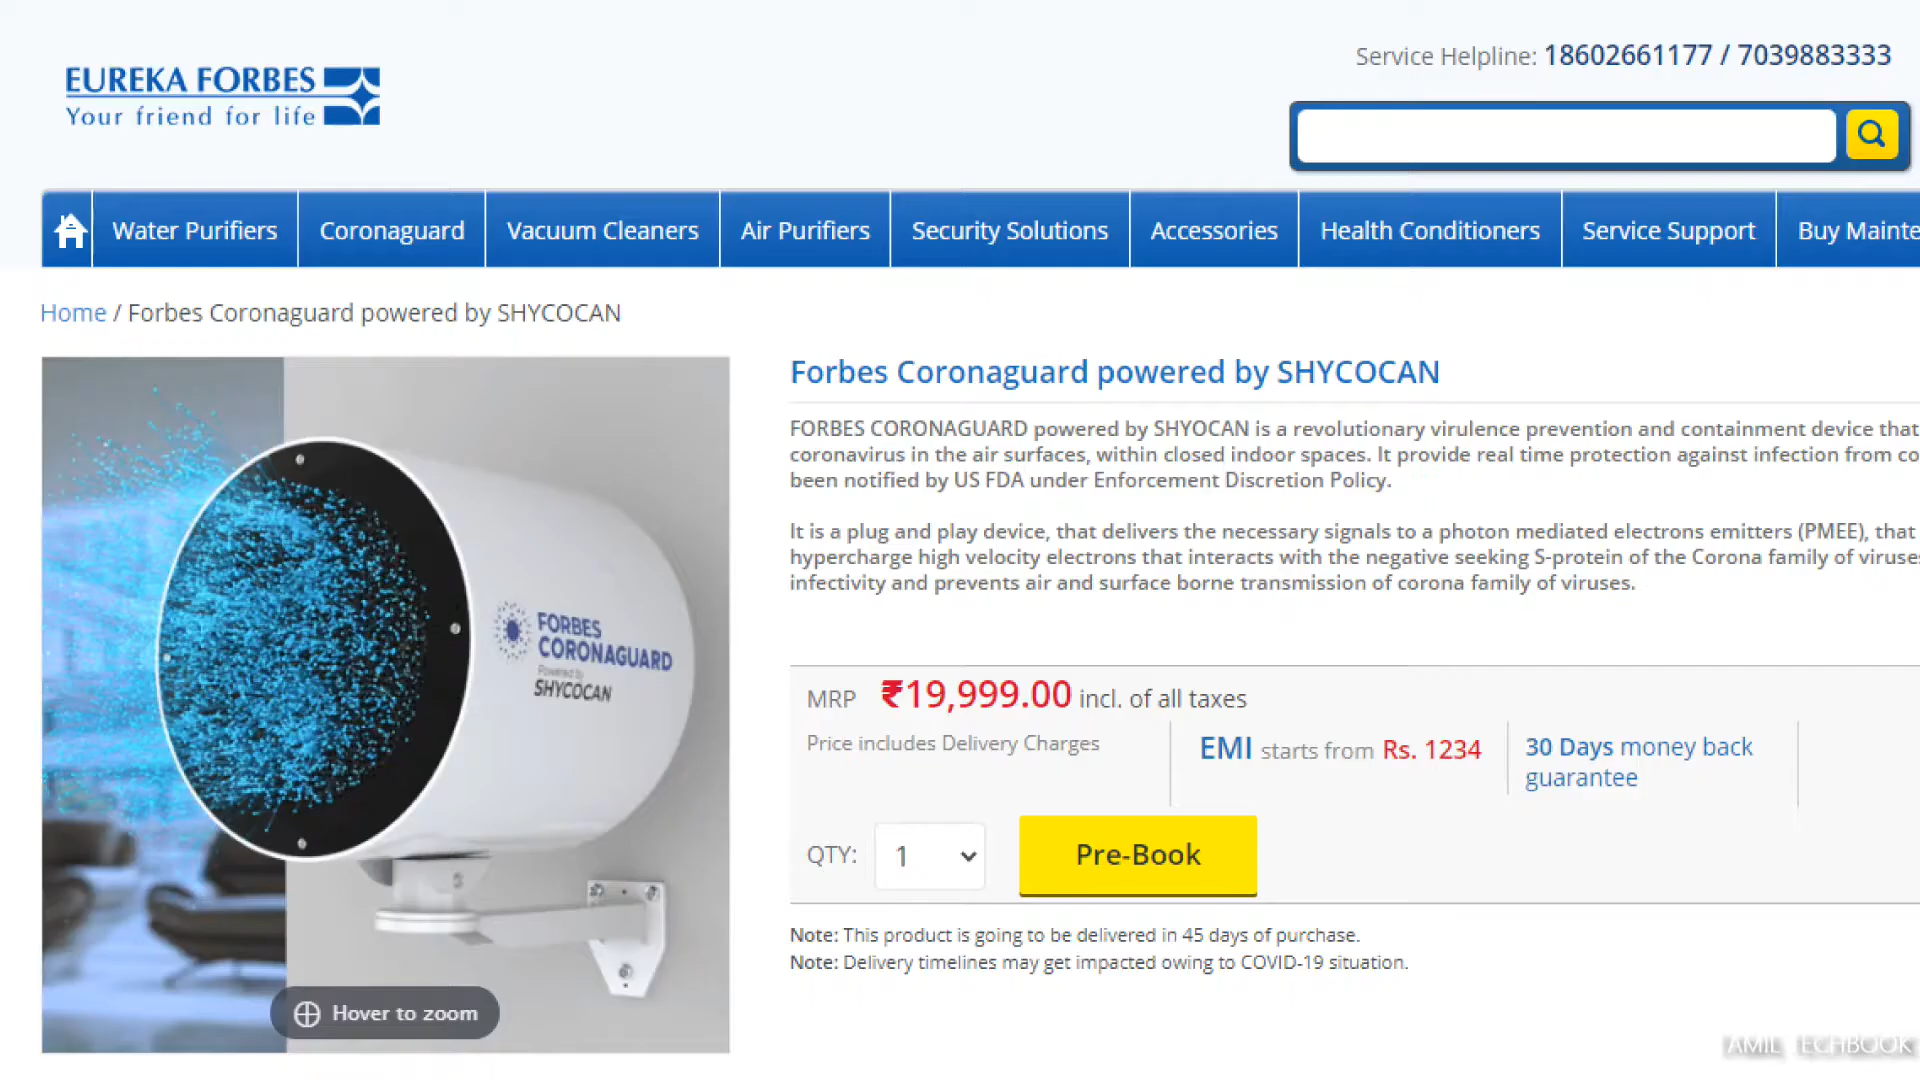 EUREKA FORBES
Your friend for life
Service Helpline: 18602661177 / 7039883333
Water Purifiers
Coronaguard
Vacuum Cleaners
Air Purifiers
Security Solutions
Accessories
Health Conditioners
Service Support
Buy Mainte
Home / Forbes Coronaguard powered by SHYCOCAN
FORBES
CORONAGUARD
Powered by
SHYCOCAN
Hover to zoom
Forbes Coronaguard powered by SHYCOCAN
FORBES CORONAGUARD powered by SHYOCAN is a revolutionary virulence prevention and containment device that
coronavirus in the air surfaces, within closed indoor spaces. It provide real time protection against infection from co
been notified by US FDA under Enforcement Discretion Policy.
It is a plug and play device, that delivers the necessary signals to a photon mediated electrons emitters (PMEE), that
hypercharge high velocity electrons that interacts with the negative seeking S-protein of the Corona family of viruses
infectivity and prevents air and surface borne transmission of corona family of viruses.
MRP ₹19,999.00 incl. of all taxes
Price includes Delivery Charges
EMI starts from Rs. 1234
30 Days money back
guarantee
QTY: 1
Pre-Book
Note: This product is going to be delivered in 45 days of purchase.
Note: Delivery timelines may get impacted owing to COVID-19 situation.
AMIL TECHBOOK